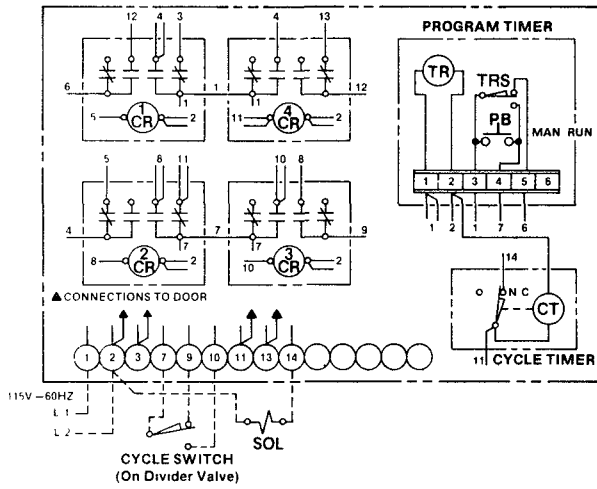 12 4 3 4 13
PROGRAM TIMER
TR
TRS
PB
MAN RUN
6 1 1 1 12
5 1 CR 2 11 4 CR 2
1 2 3 4 5 6
1 2 1 7 6
5 8 11 10 8
4 7 7 7 9
8 2 CR 2 10 3 CR 2
▲CONNECTIONS TO DOOR
14
N C
CT
11 CYCLE TIMER
1 2 3 7 9 10 11 13 14
115V -60HZ
L 1
L 2
SOL
CYCLE SWITCH
(On Divider Valve)